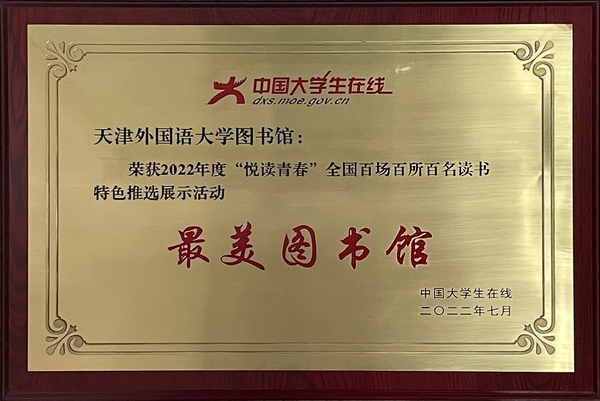 中国大学生在线
dxs.moe.gov.cn
天津外国语大学图书馆：
荣获2022年度“悦读青春”全国百场百所百名读书
特色推选展示活动
最美图书馆
中国大学生在线
二〇二二年七月